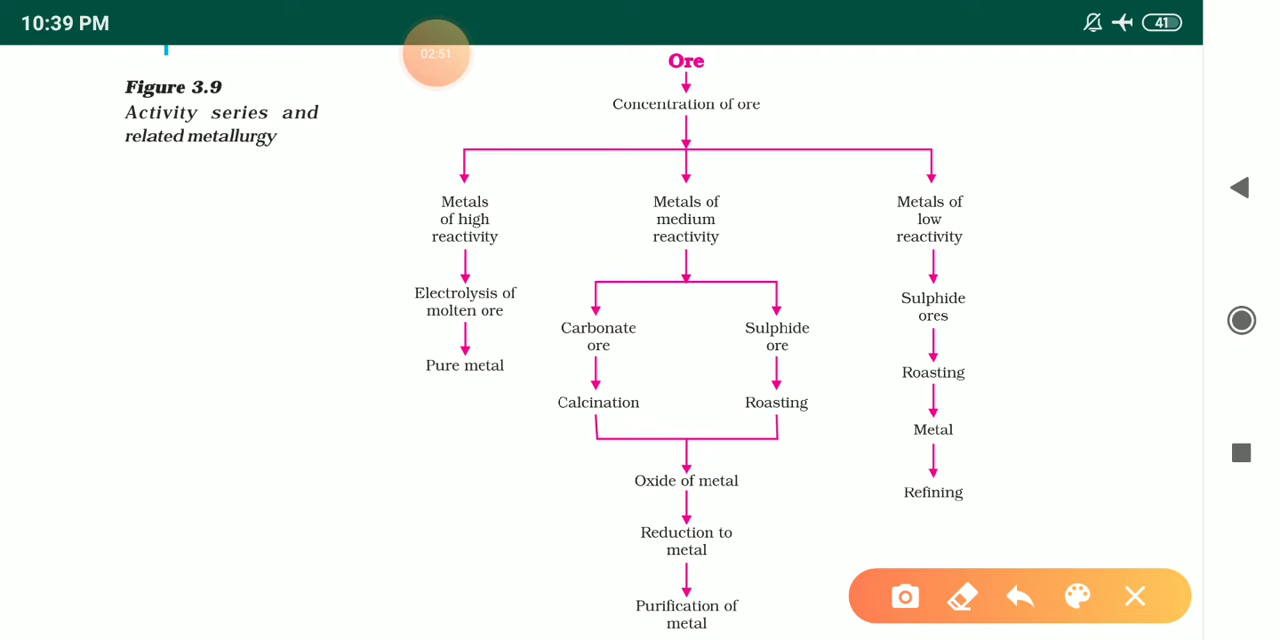 10:39 PM
41
02:51
Figure 3.9
Activity series and
related metallurgy
Ore
Concentration of ore
Metals
of high
reactivity
Metals of
medium
reactivity
Metals of
low
reactivity
Electrolysis of
molten ore
Pure metal
Carbonate
ore
Sulphide
ore
Calcination
Roasting
Oxide of metal
Reduction to
metal
Purification of
metal
Sulphide
ores
Roasting
Metal
Refining